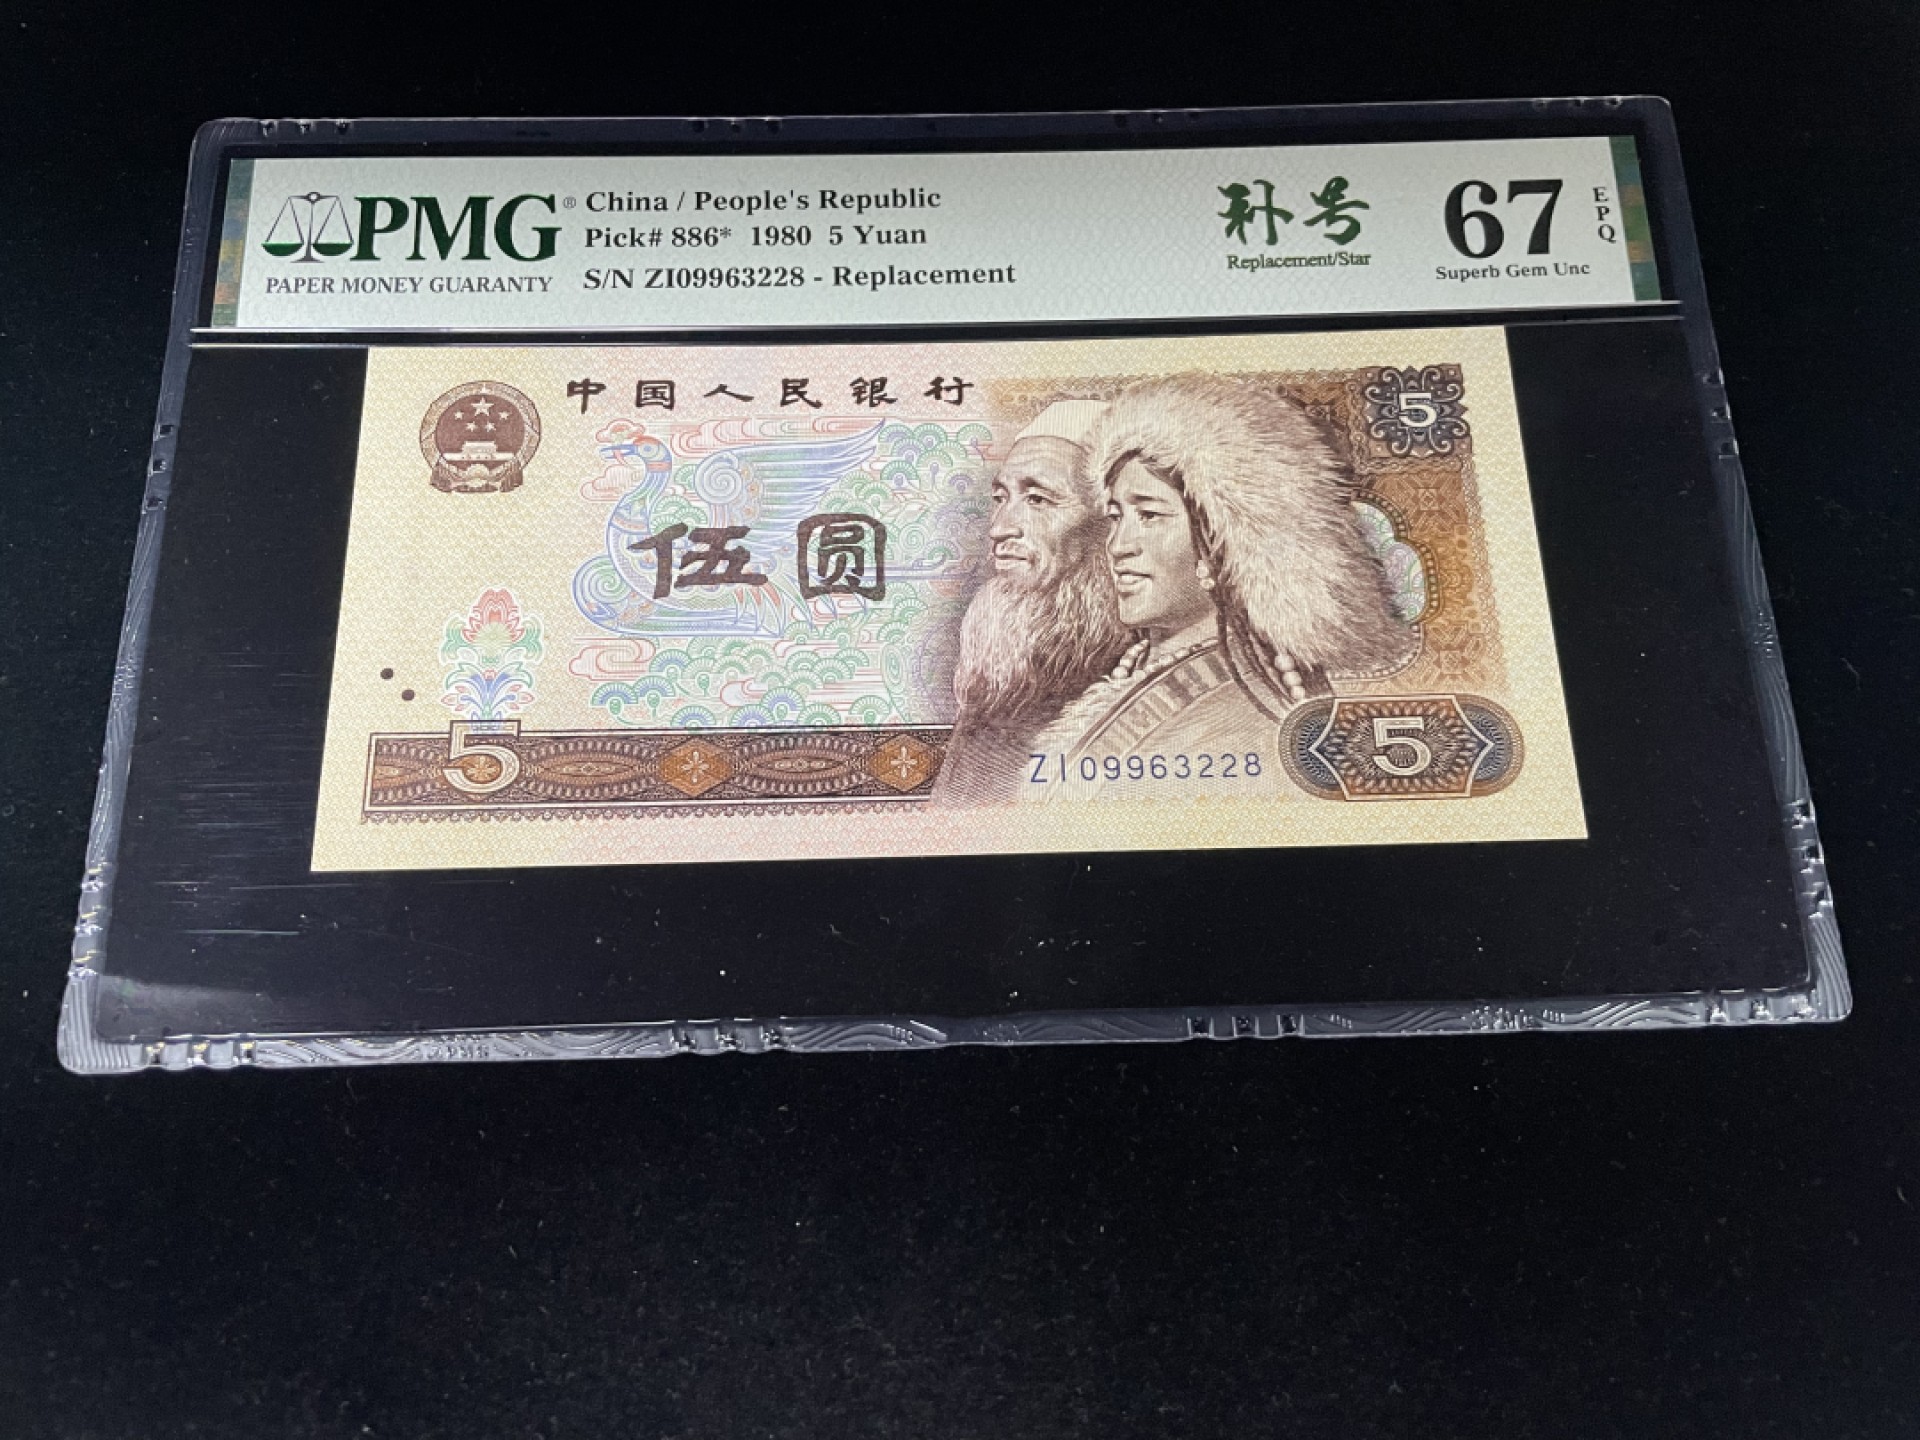 PMG®
PAPER MONEY GUARANTY
China / People's Republic
Pick# 886* 1980 5 Yuan
S/N ZI09963228 - Replacement
补号
Replacement/Star
67
EPQ
Superb Gem Unc
中国人民银行
5
伍圆
5
ZI09963228
5